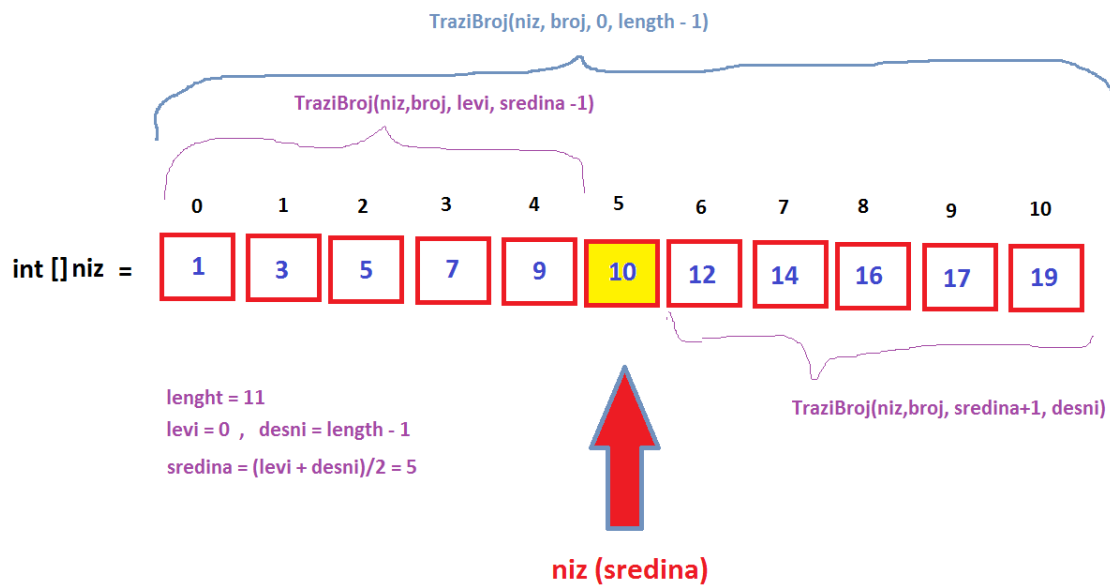 TraziBroj(niz, broj, 0, length - 1)
TraziBroj(niz,broj, levi, sredina -1)
0 1 2 3 4 5 6 7 8 9 10
int [] niz = 1 3 5 7 9 10 12 14 16 17 19
lenght = 11
levi = 0 , desni = length - 1
sredina = (levi + desni)/2 = 5
TraziBroj(niz,broj, sredina+1, desni)
niz (sredina)